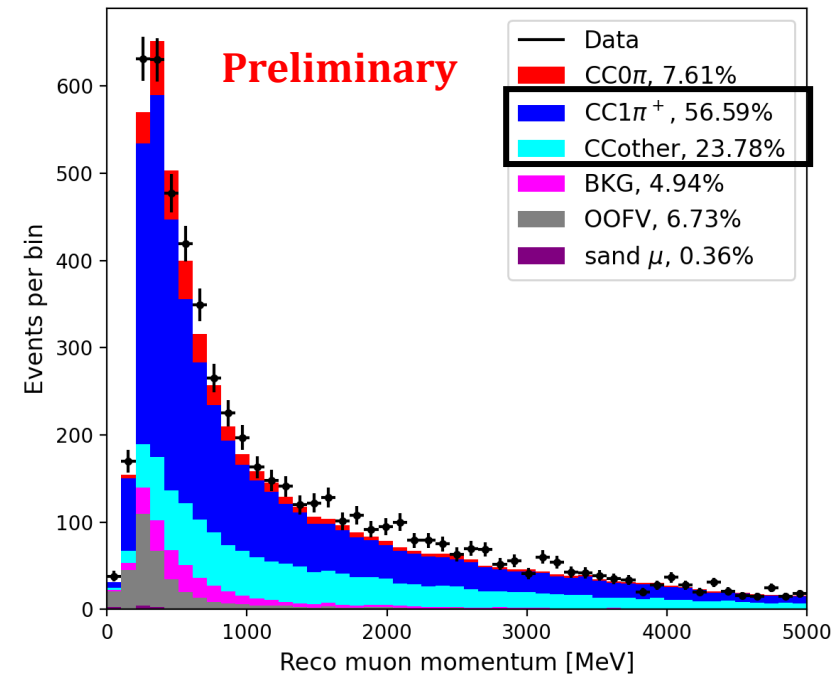 Preliminary
Data
CC0π, 7.61%
CC1π⁺, 56.59%
CCother, 23.78%
BKG, 4.94%
OOFV, 6.73%
sand μ, 0.36%
Events per bin
600
500
400
300
200
100
0
0 1000 2000 3000 4000 5000
Reco muon momentum [MeV]